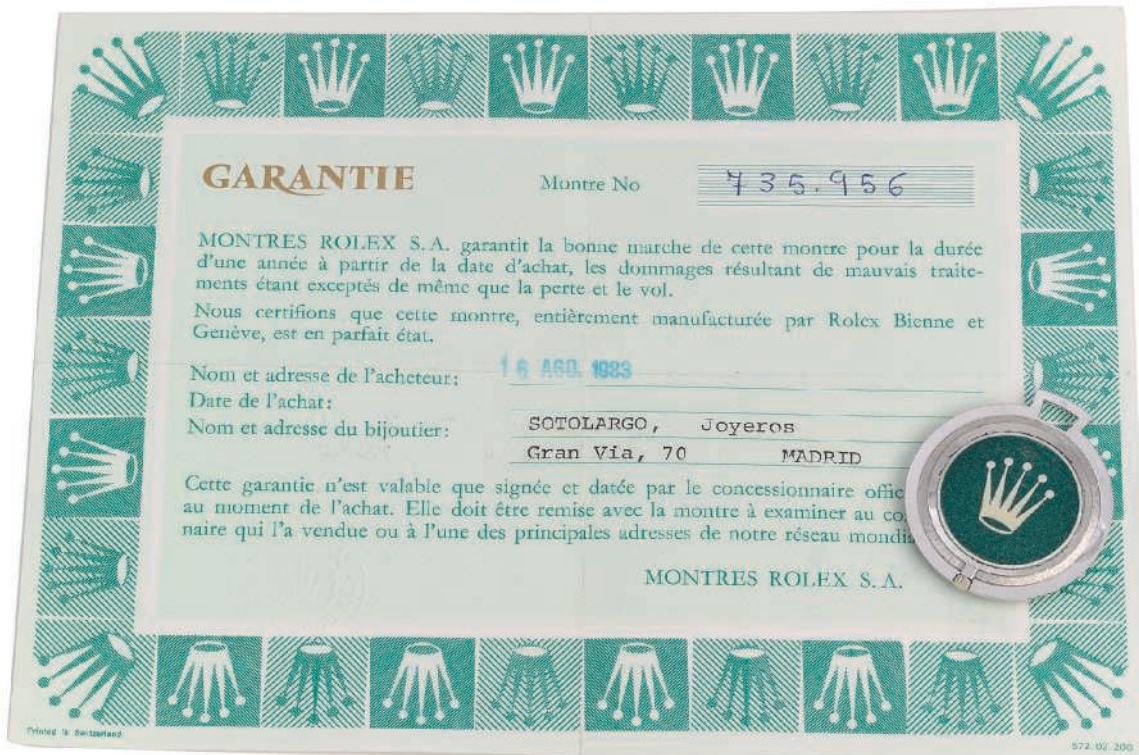 GARANTIE Montre No 735.956
MONTRES ROLEX S.A. garantit la bonne marche de cette montre pour la durée
d'une année à partir de la date d'achat, les dommages résultant de mauvais traite-
ments étant exceptés de même que la perte et le vol.
Nous certifions que cette montre, entièrement manufacturée par Rolex Bienne et
Genève, est en parfait état.
Nom et adresse de l'acheteur: 16 AGO. 1983
Date de l'achat:
Nom et adresse du bijoutier: SOTOLARGO, Joyeros
Gran Vía, 70 MADRID
Cette garantie n'est valable que signée et datée par le concessionnaire offic
au moment de l'achat. Elle doit être remise avec la montre à examiner au co
naire qui l'a vendue ou à l'une des principales adresses de notre réseau mondi
MONTRES ROLEX S.A.
Printed in Switzerland
572.02.200